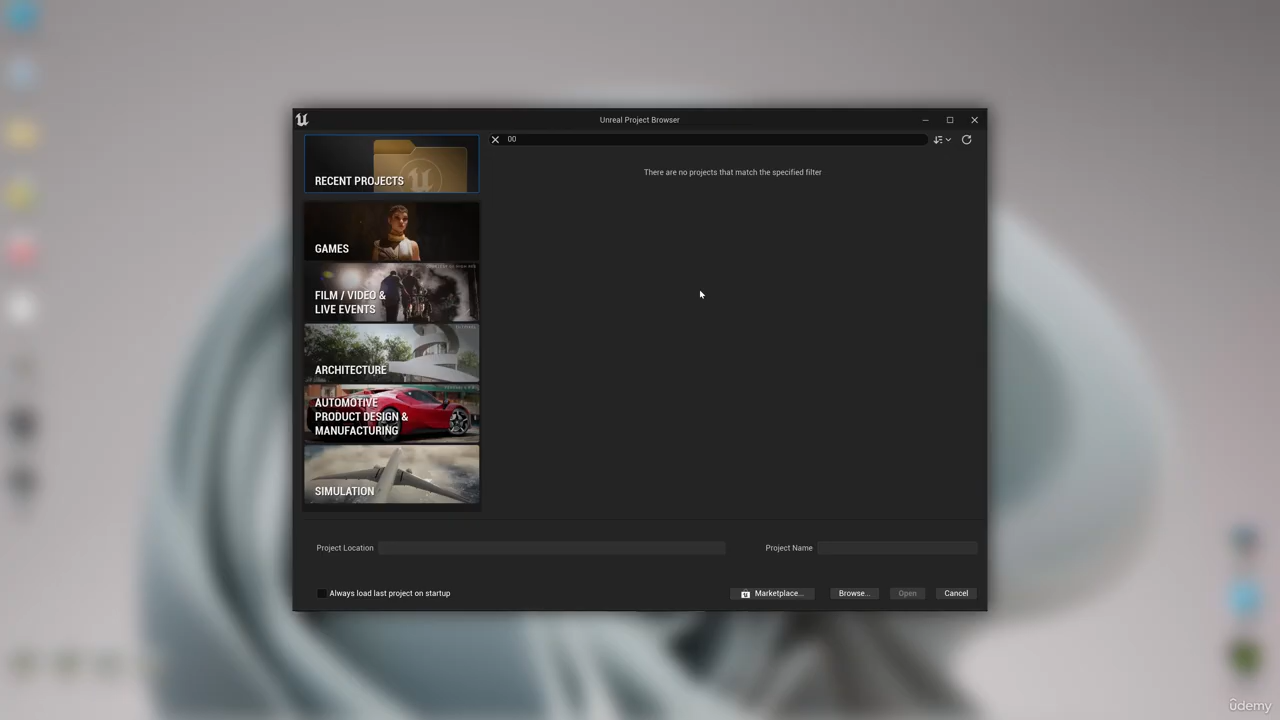 Unreal Project Browser
RECENT PROJECTS
00
There are no projects that match the specified filter
GAMES
FILM / VIDEO &
LIVE EVENTS
ARCHITECTURE
AUTOMOTIVE
PRODUCT DESIGN &
MANUFACTURING
SIMULATION
Project Location
Project Name
Always load last project on startup
Marketplace...
Browse...
Open
Cancel
ûdemy